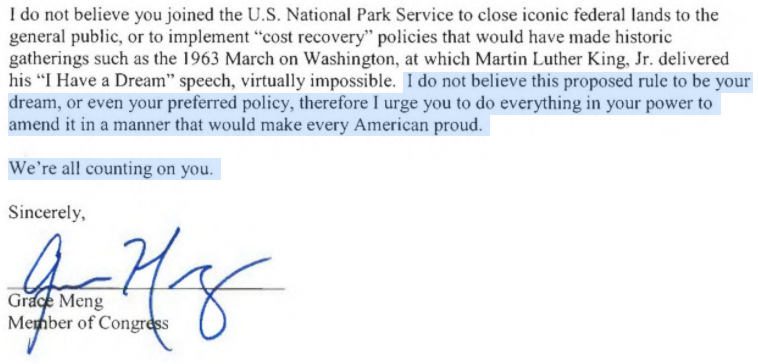 I do not believe you joined the U.S. National Park Service to close iconic federal lands to the
general public, or to implement “cost recovery” policies that would have made historic
gatherings such as the 1963 March on Washington, at which Martin Luther King, Jr. delivered
his “I Have a Dream” speech, virtually impossible. I do not believe this proposed rule to be your
dream, or even your preferred policy, therefore I urge you to do everything in your power to
amend it in a manner that would make every American proud.
We’re all counting on you.
Sincerely,
Grace Meng
Member of Congress